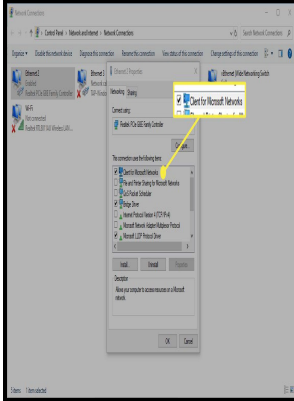 Network Connections
Control Panel > Network and Internet > Network Connections
Search Network Connections
Organize
Disable this network device
Diagnose this connection
Rename this connection
View status of this connection
Change settings of this connection
Ethernet 2
Enabled
Realtek PCIe GbE Family Controller
Wi-Fi
Not connected
Ethernet 2 Properties
Networking
Sharing
Connect using:
Realtek PCIe GbE Family Controller
Configure...
This connection uses the following items:
Client for Microsoft Networks
File and Printer Sharing for Microsoft Networks
QoS Packet Scheduler
Bridge Driver
Internet Protocol Version 4 (TCP/IPv4)
Microsoft Network Adapter Multiplexor Protocol
Microsoft LLDP Protocol Driver
Install...
Uninstall
Properties
Description
Allows your computer to access resources on a Microsoft
network.
OK
Cancel
Client for Microsoft Networks
5 items
1 item selected